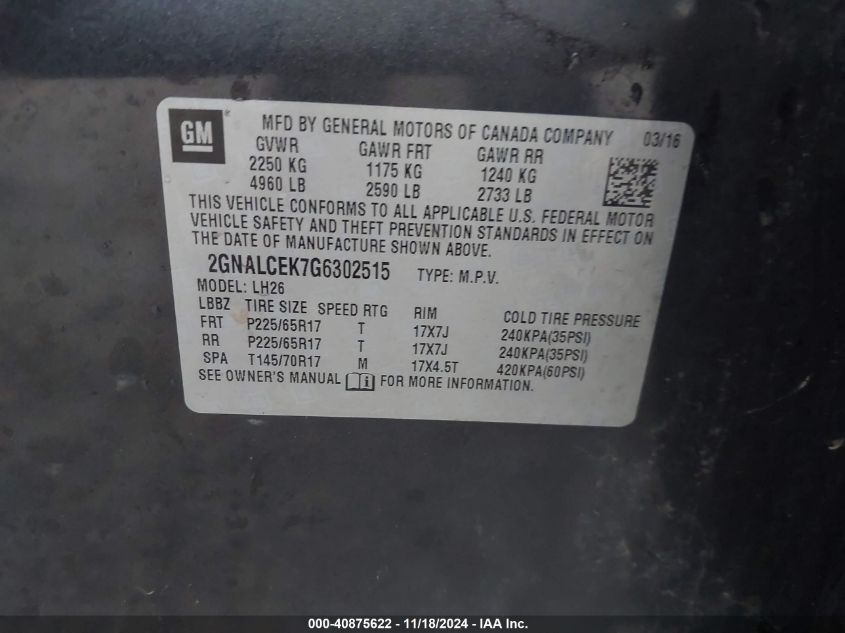 GM MFD BY GENERAL MOTORS OF CANADA COMPANY 03/16
GVWR GAWR FRT GAWR RR
2250 KG 1175 KG 1240 KG
4960 LB 2590 LB 2733 LB
THIS VEHICLE CONFORMS TO ALL APPLICABLE U.S. FEDERAL MOTOR
VEHICLE SAFETY AND THEFT PREVENTION STANDARDS IN EFFECT ON
THE DATE OF MANUFACTURE SHOWN ABOVE.
2GNALCEK7G6302515 TYPE: M.P.V.
MODEL: LH26
LBBZ TIRE SIZE SPEED RTG RIM COLD TIRE PRESSURE
FRT P225/65R17 T 17X7J 240KPA(35PSI)
RR P225/65R17 T 17X7J 240KPA(35PSI)
SPA T145/70R17 M 17X4.5T 420KPA(60PSI)
SEE OWNER'S MANUAL FOR MORE INFORMATION.
000-40875622 - 11/18/2024 - IAA Inc.